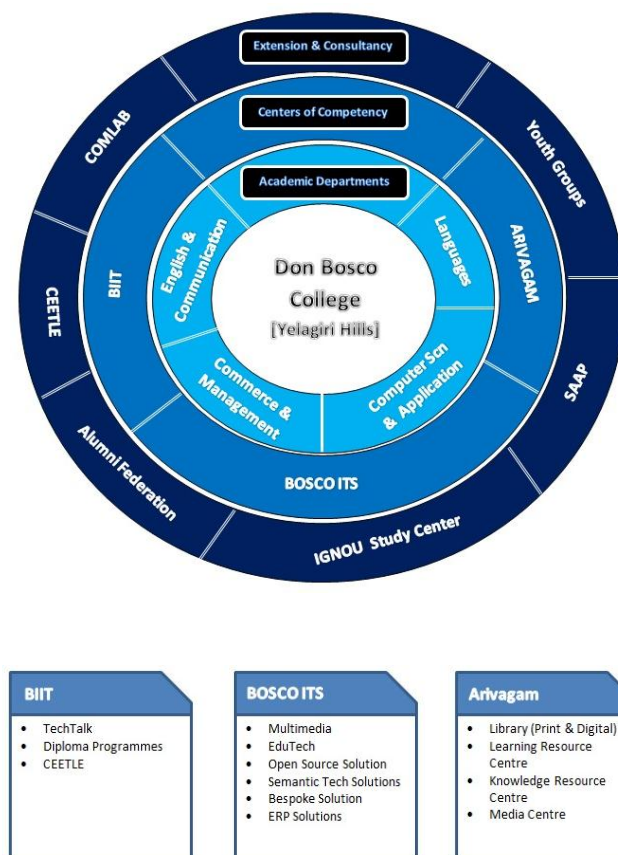 Extension & Consultancy
Centers of Competency
Academic Departments
COMLAB
Youth Groups
BIIT
ARIVAGAM
English &
Communication
Languages
Don Bosco
College
[Yelagiri Hills]
CEETLE
SAAP
Commerce &
Management
Computer Scn
& Application
Alumni Federation
BOSCO ITS
IGNOU Study Center
BIIT
• TechTalk
• Diploma Programmes
• CEETLE
BOSCO ITS
• Multimedia
• EduTech
• Open Source Solution
• Semantic Tech Solutions
• Bespoke Solution
• ERP Solutions
Arivagam
• Library (Print & Digital)
• Learning Resource
Centre
• Knowledge Resource
Centre
• Media Centre